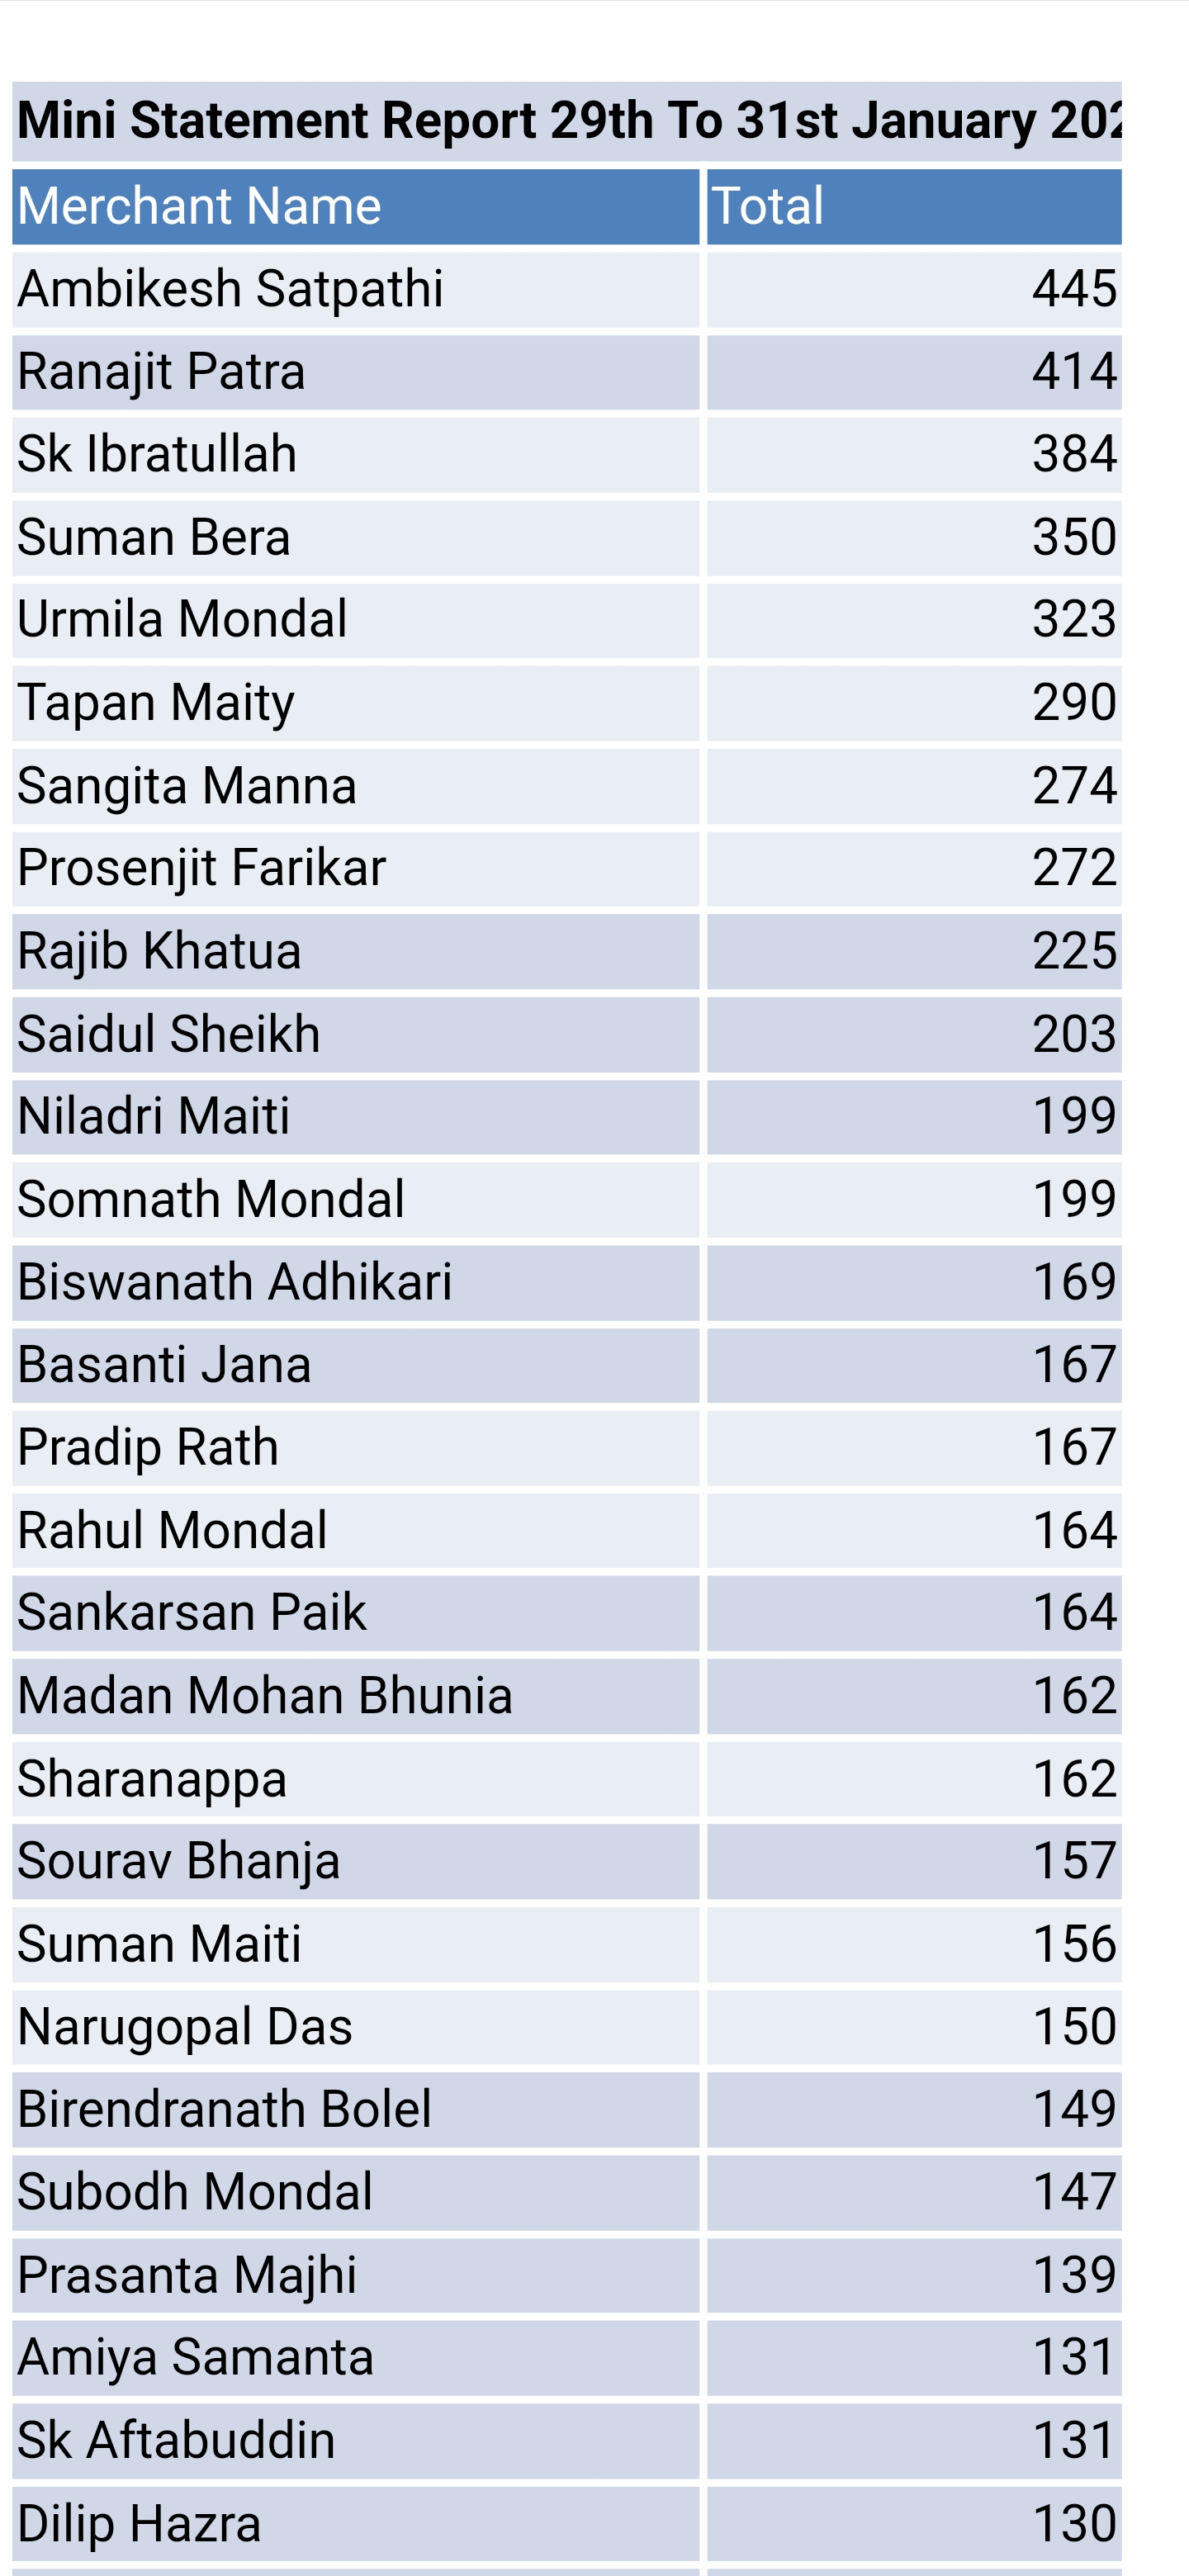 Mini Statement Report 29th To 31st January 202
Merchant Name Total
Ambikesh Satpathi 445
Ranajit Patra 414
Sk Ibratullah 384
Suman Bera 350
Urmila Mondal 323
Tapan Maity 290
Sangita Manna 274
Prosenjit Farikar 272
Rajib Khatua 225
Saidul Sheikh 203
Niladri Maiti 199
Somnath Mondal 199
Biswanath Adhikari 169
Basanti Jana 167
Pradip Rath 167
Rahul Mondal 164
Sankarsan Paik 164
Madan Mohan Bhunia 162
Sharanappa 162
Sourav Bhanja 157
Suman Maiti 156
Narugopal Das 150
Birendranath Bolel 149
Subodh Mondal 147
Prasanta Majhi 139
Amiya Samanta 131
Sk Aftabuddin 131
Dilip Hazra 130